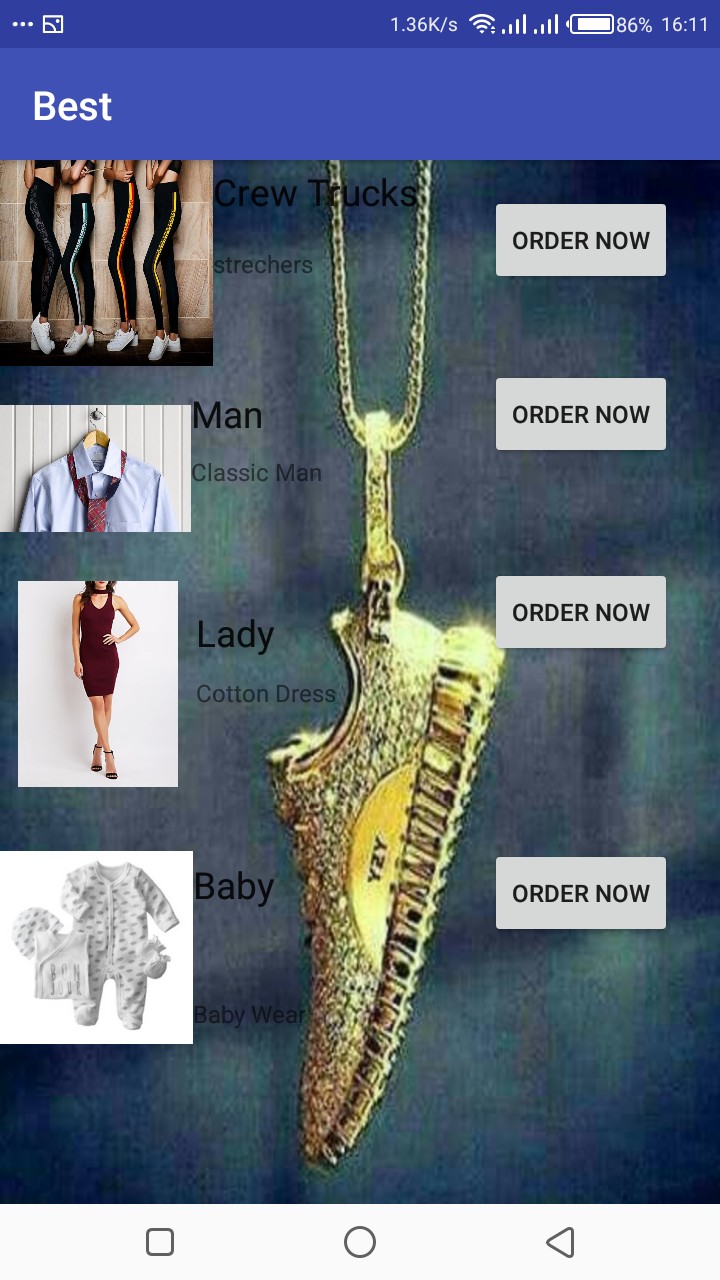 1.36K/s 86% 16:11
Best
Crew Trucks
strechers
ORDER NOW
Man
Classic Man
ORDER NOW
Lady
Cotton Dress
ORDER NOW
YZY
Baby
Baby Wear
ORDER NOW